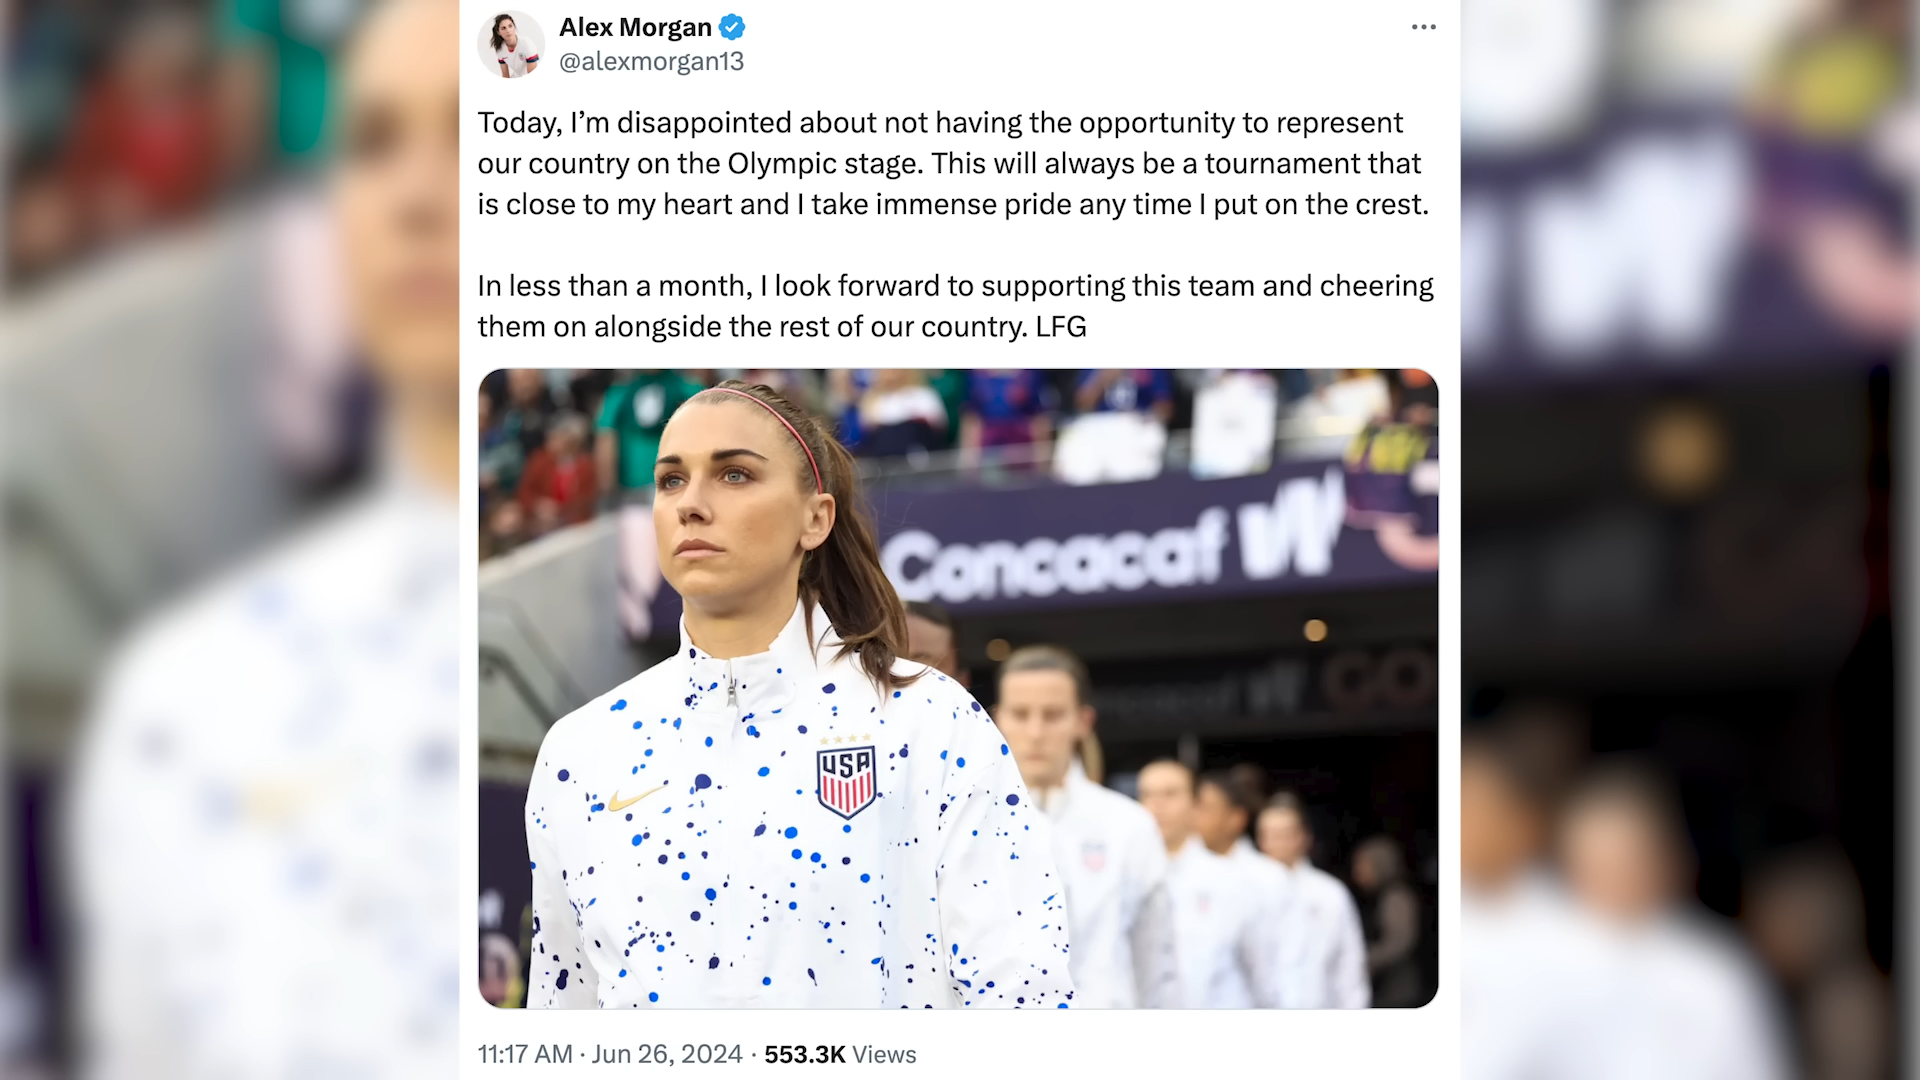 Alex Morgan
@alexmorgan13
Today, I’m disappointed about not having the opportunity to represent
our country on the Olympic stage. This will always be a tournament that
is close to my heart and I take immense pride any time I put on the crest.
In less than a month, I look forward to supporting this team and cheering
them on alongside the rest of our country. LFG
Concacaf W
USA
Concacaf W GO
11:17 AM · Jun 26, 2024 · 553.3K Views